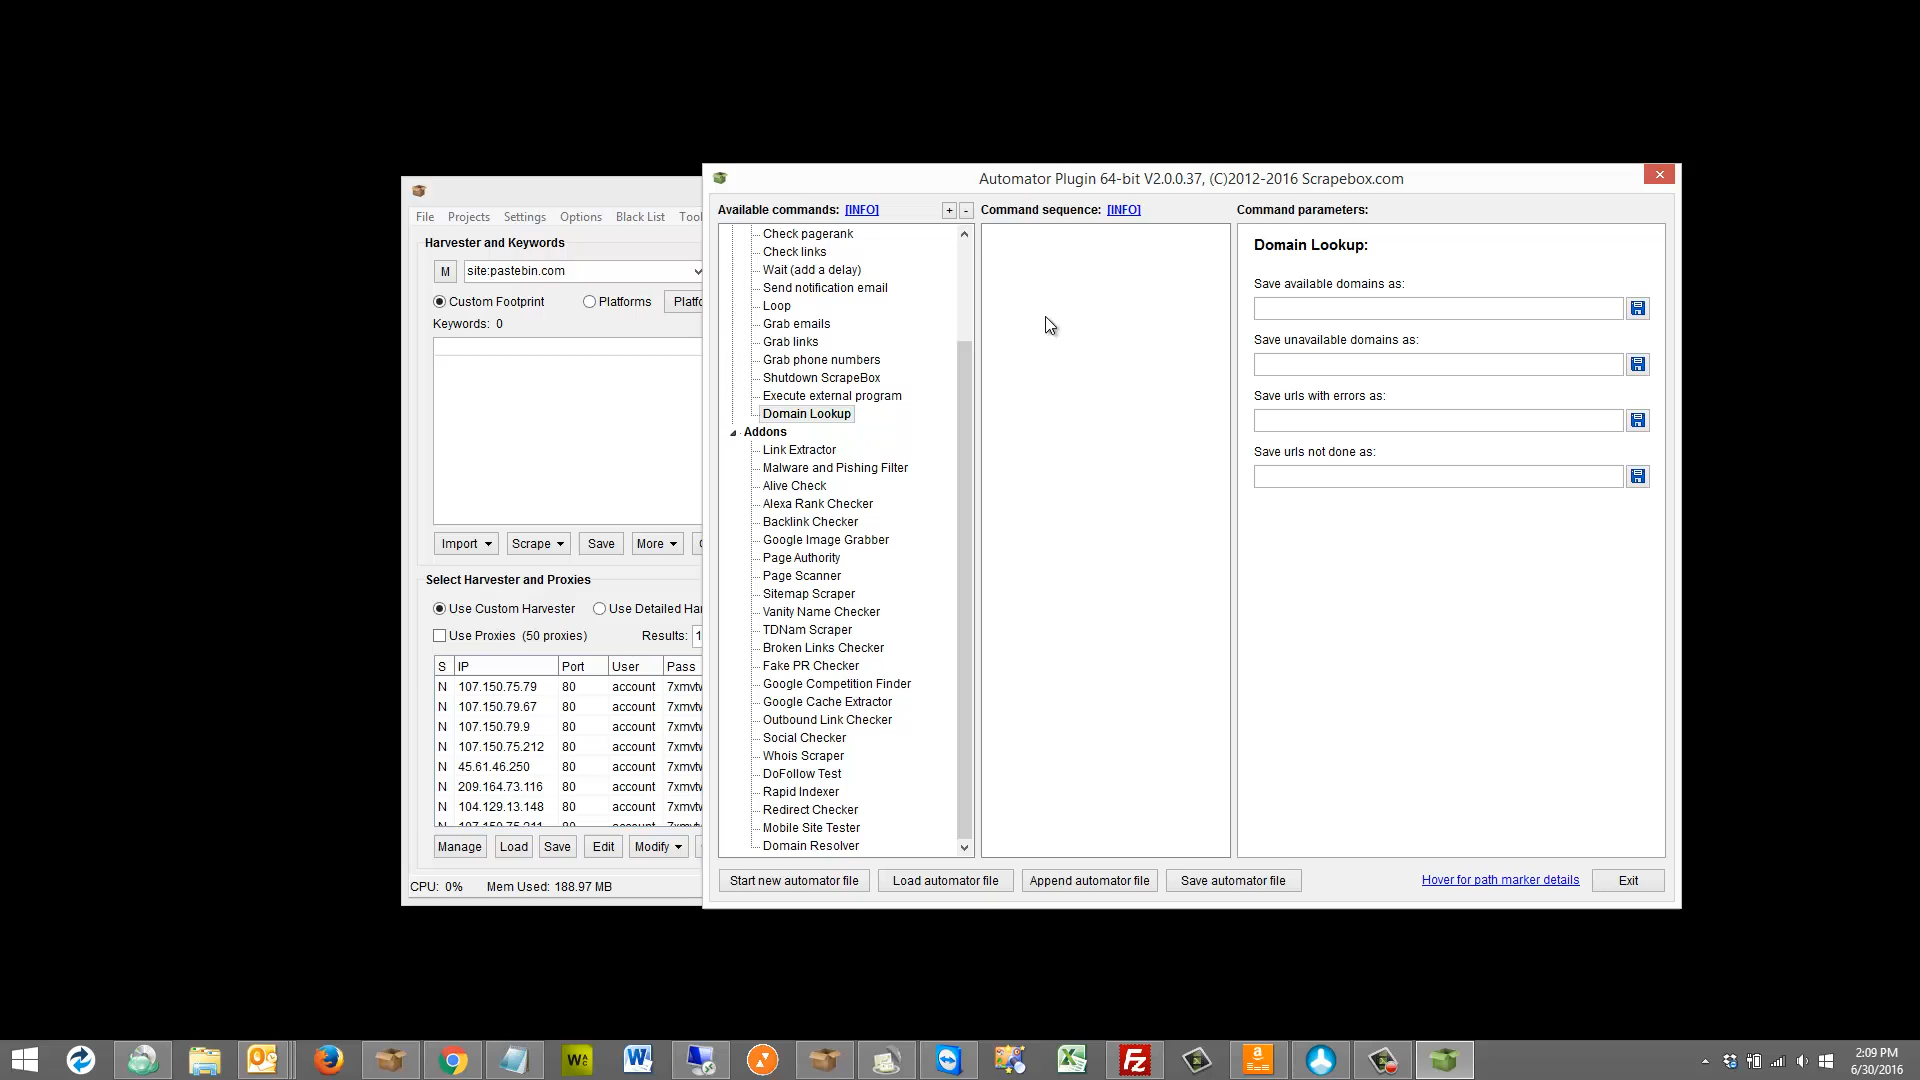 Automator Plugin 64-bit V2.0.0.37, (C)2012-2016 Scrapebox.com
File Projects Settings Options Black List
Harvester and Keywords
M site:pastebin.com
Custom Footprint Platforms
Keywords: 0
Import Scrape Save More
Select Harvester and Proxies
Use Custom Harvester Use Detailed
Use Proxies (50 proxies) Results:
S IP Port User Pass
N 107.150.75.79 80 account
N 107.150.79.67 80 account
N 107.150.79.9 80 account
N 107.150.75.212 80 account
N 45.61.46.250 80 account
N 209.164.73.116 80 account
N 104.129.13.148 80 account
Manage Load Save Edit Modify
CPU: 0% Mem Used: 188.97 MB
Available commands: [INFO] + -
Check pagerank
Check links
Wait (add a delay)
Send notification email
Loop
Grab emails
Grab links
Grab phone numbers
Shutdown ScrapeBox
Execute external program
Domain Lookup
Addons
Link Extractor
Malware and Pishing Filter
Alive Check
Alexa Rank Checker
Backlink Checker
Google Image Grabber
Page Authority
Page Scanner
Sitemap Scraper
Vanity Name Checker
TDNam Scraper
Broken Links Checker
Fake PR Checker
Google Competition Finder
Google Cache Extractor
Outbound Link Checker
Social Checker
Whois Scraper
DoFollow Test
Rapid Indexer
Redirect Checker
Mobile Site Tester
Domain Resolver
Command sequence: [INFO]
Command parameters:
Domain Lookup:
Save available domains as:
Save unavailable domains as:
Save urls with errors as:
Save urls not done as:
Start new automator file Load automator file Append automator file Save automator file Hover for path marker details Exit
2:09 PM
6/30/2016